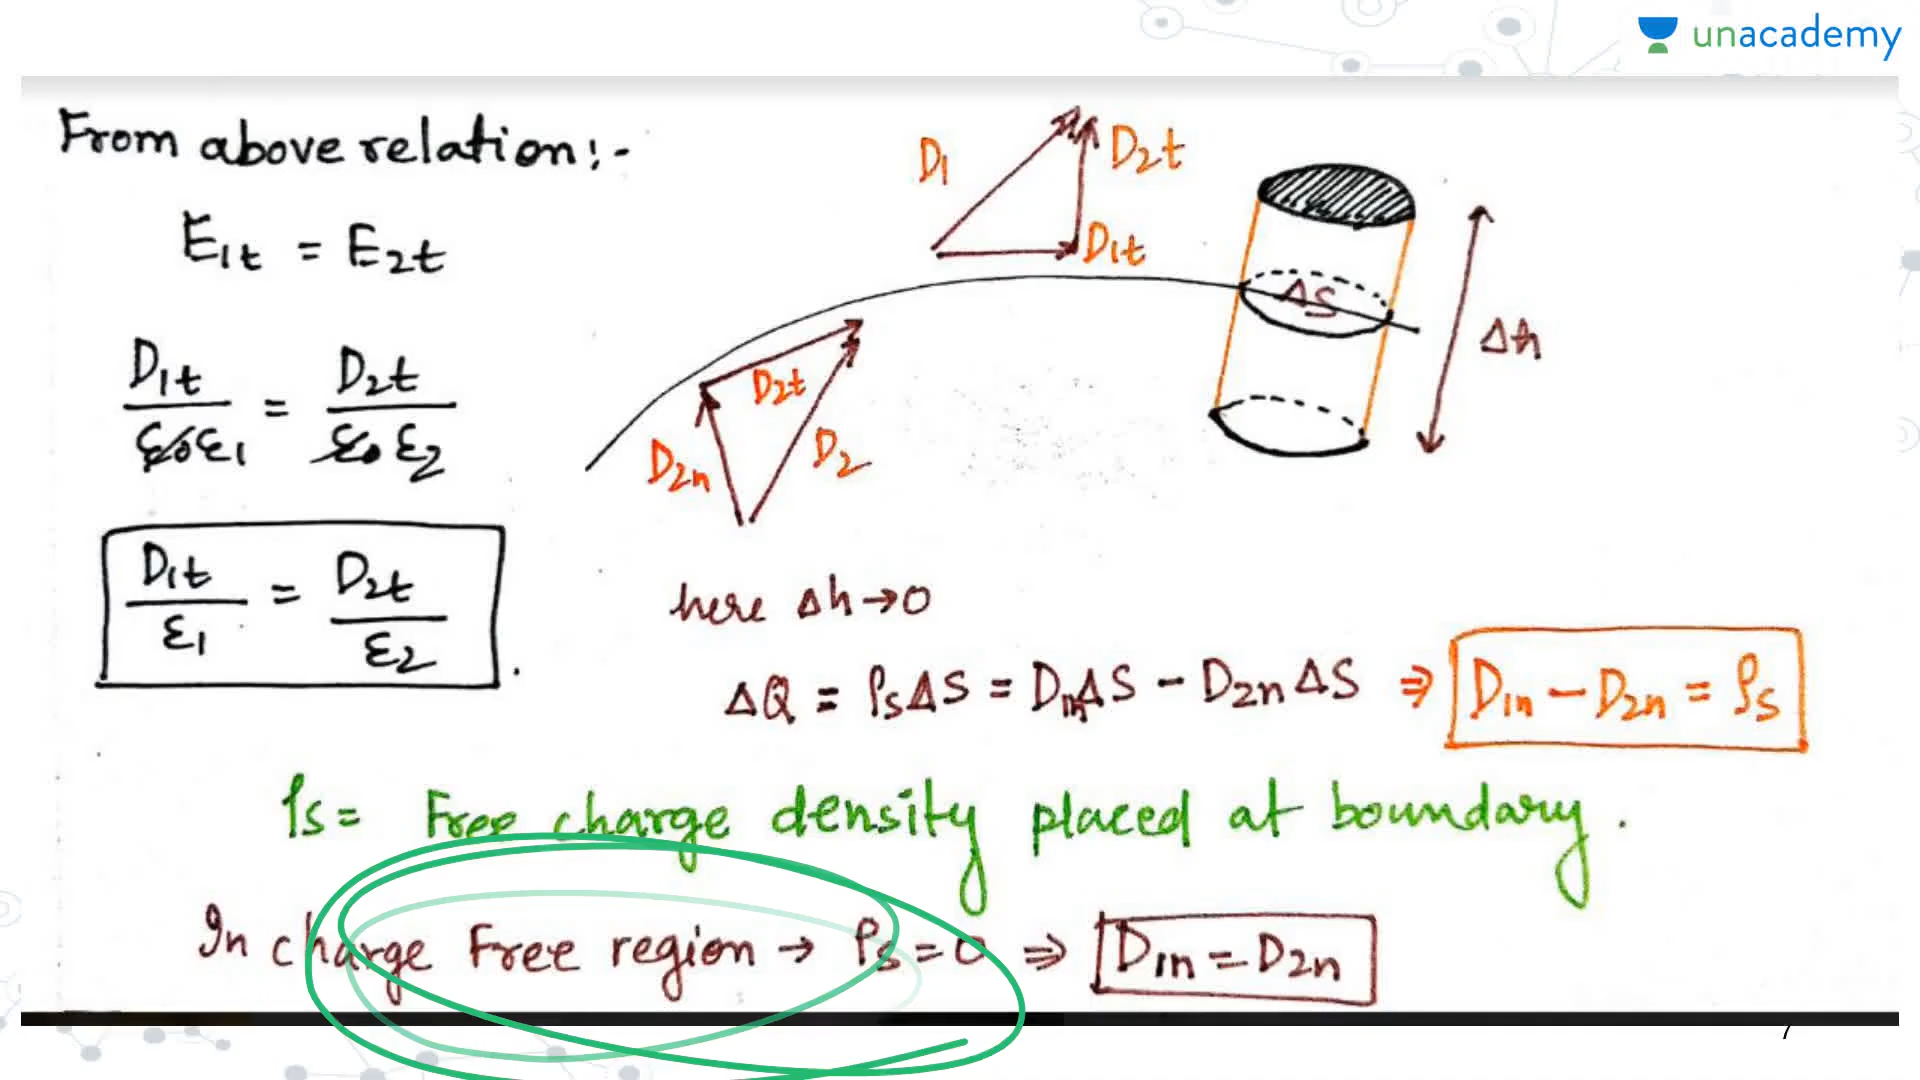 unacademy
From above relation:-
E1t = E2t
D1t/ε0ε1 = D2t/ε0ε2
D1t/ε1 = D2t/ε2
D1
D2t
D1t
ΔS
Δh
D2t
D2n
D2
here Δh→0
ΔQ = ρsΔS = D1nΔS - D2nΔS ⇒ D1n - D2n = ρs
ρs = Free charge density placed at boundary.
In charge Free region → ρs = 0 ⇒ D1n = D2n
7